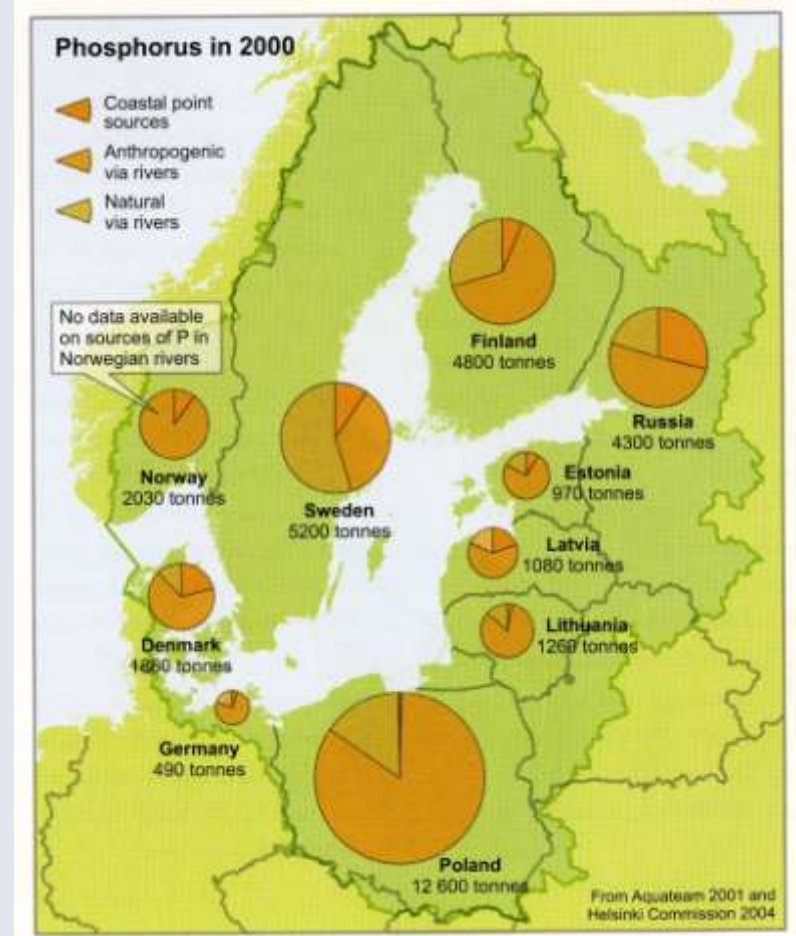 Phosphorus in 2000
Coastal point
sources
Anthropogenic
via rivers
Natural
via rivers
No data available
on sources of P in
Norwegian rivers
Finland
4800 tonnes
Russia
4300 tonnes
Norway
2030 tonnes
Sweden
5200 tonnes
Estonia
970 tonnes
Latvia
1080 tonnes
Lithuania
1260 tonnes
Denmark
1860 tonnes
Germany
490 tonnes
Poland
12 600 tonnes
From Aquateam 2001 and
Helsinki Commission 2004